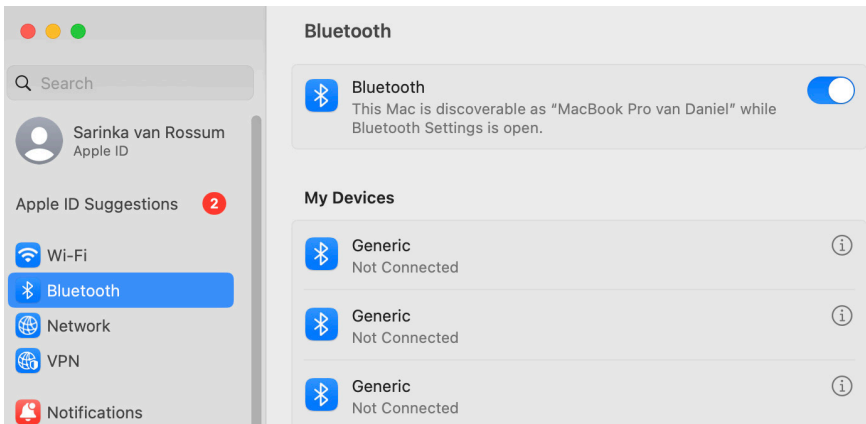 Search
Sarinka van Rossum
Apple ID
Apple ID Suggestions 2
Wi-Fi
Bluetooth
Network
VPN
Notifications
Bluetooth
Bluetooth
This Mac is discoverable as “MacBook Pro van Daniel” while
Bluetooth Settings is open.
My Devices
Generic
Not Connected
Generic
Not Connected
Generic
Not Connected